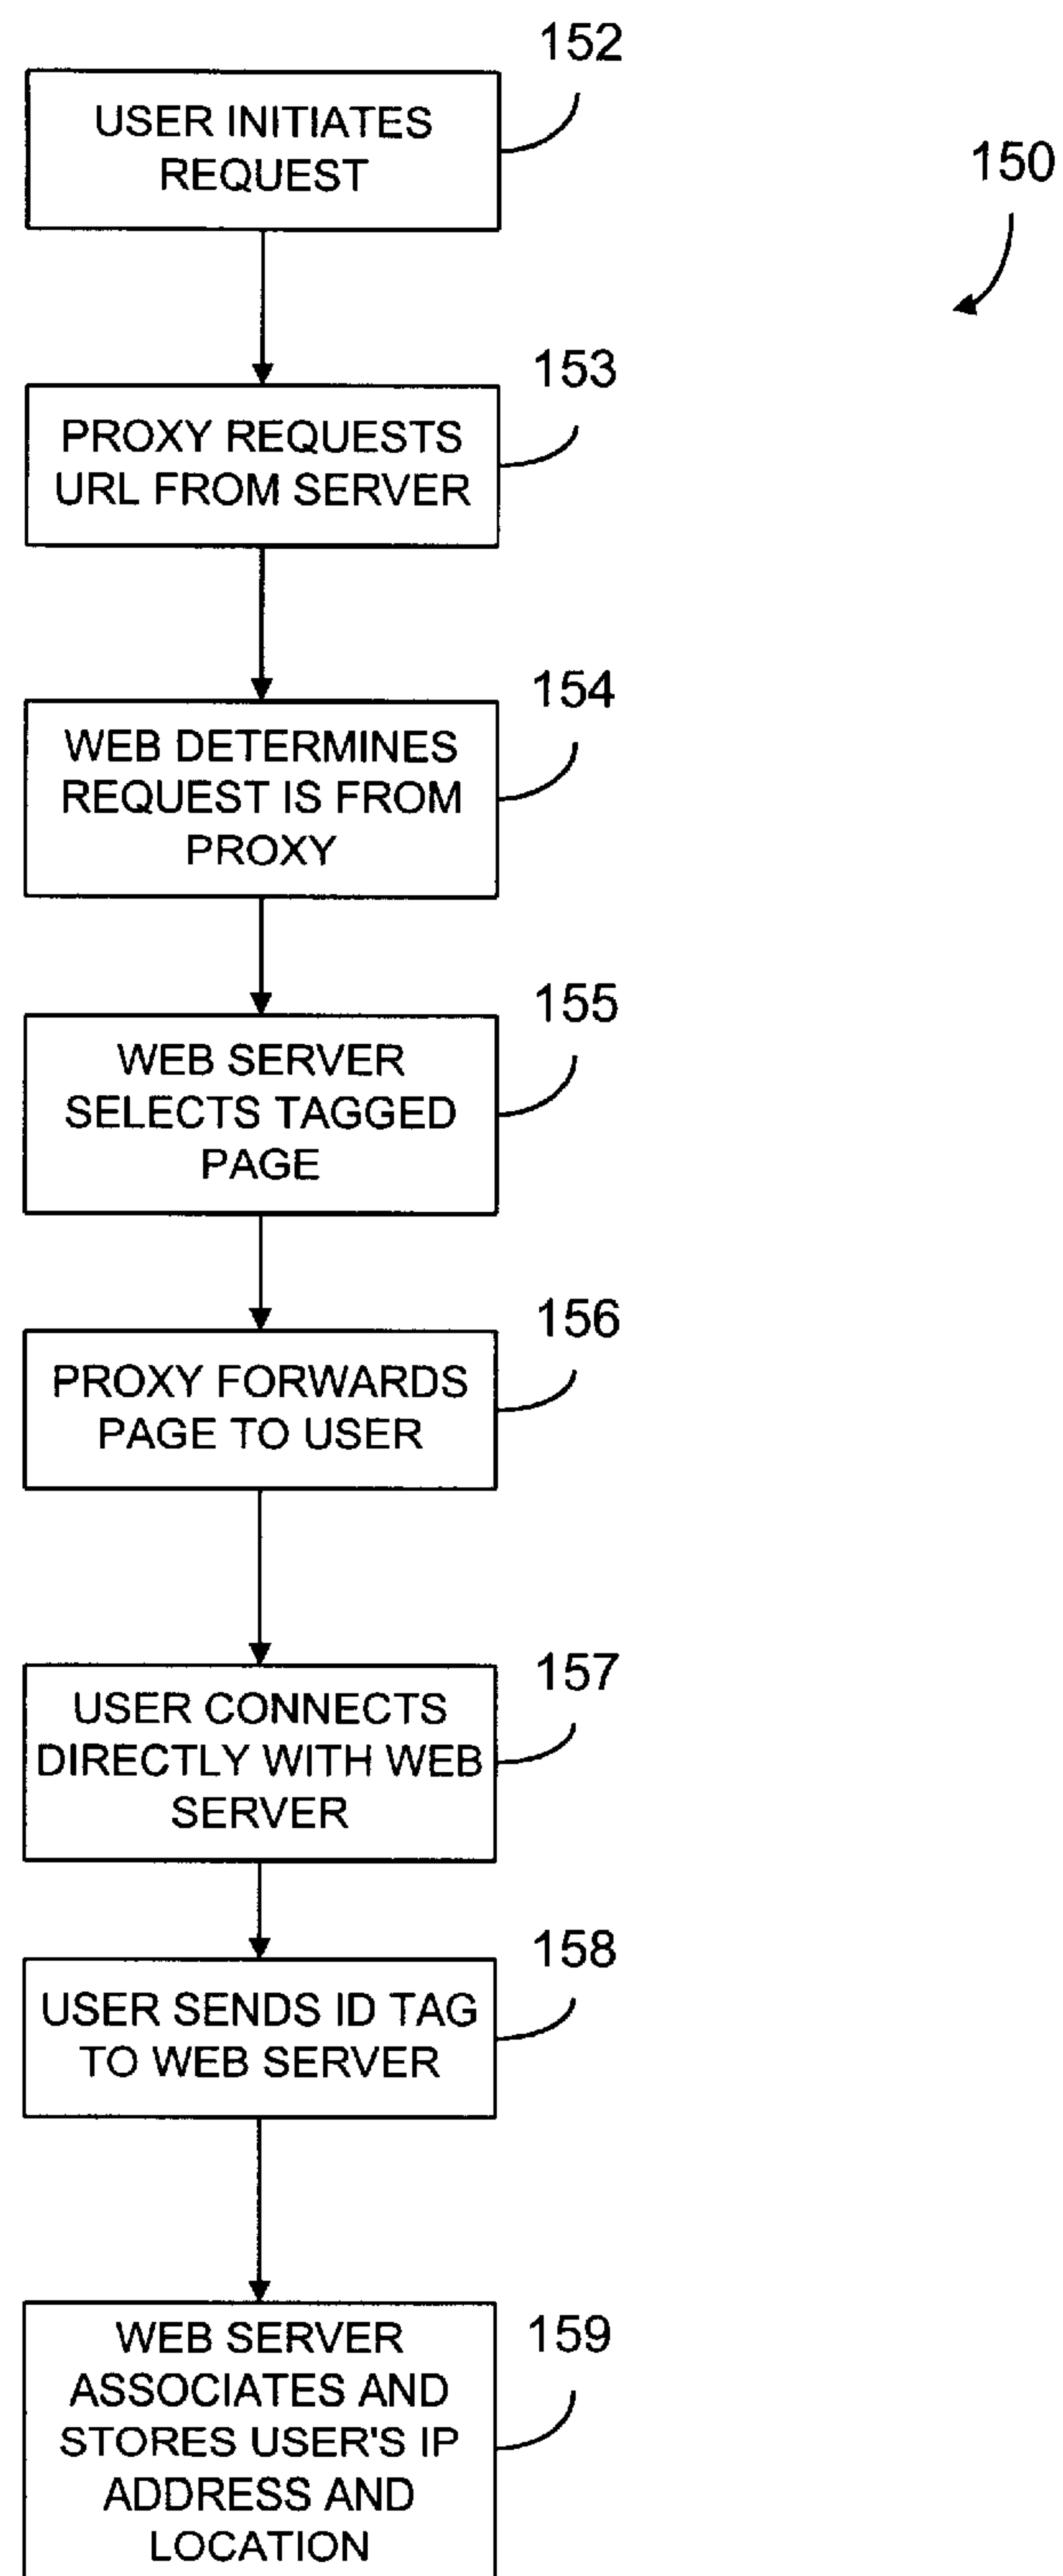 152
USER INITIATES
REQUEST
150
153
PROXY REQUESTS
URL FROM SERVER
154
WEB DETERMINES
REQUEST IS FROM
PROXY
155
WEB SERVER
SELECTS TAGGED
PAGE
156
PROXY FORWARDS
PAGE TO USER
157
USER CONNECTS
DIRECTLY WITH WEB
SERVER
158
USER SENDS ID TAG
TO WEB SERVER
159
WEB SERVER
ASSOCIATES AND
STORES USER'S IP
ADDRESS AND
LOCATION